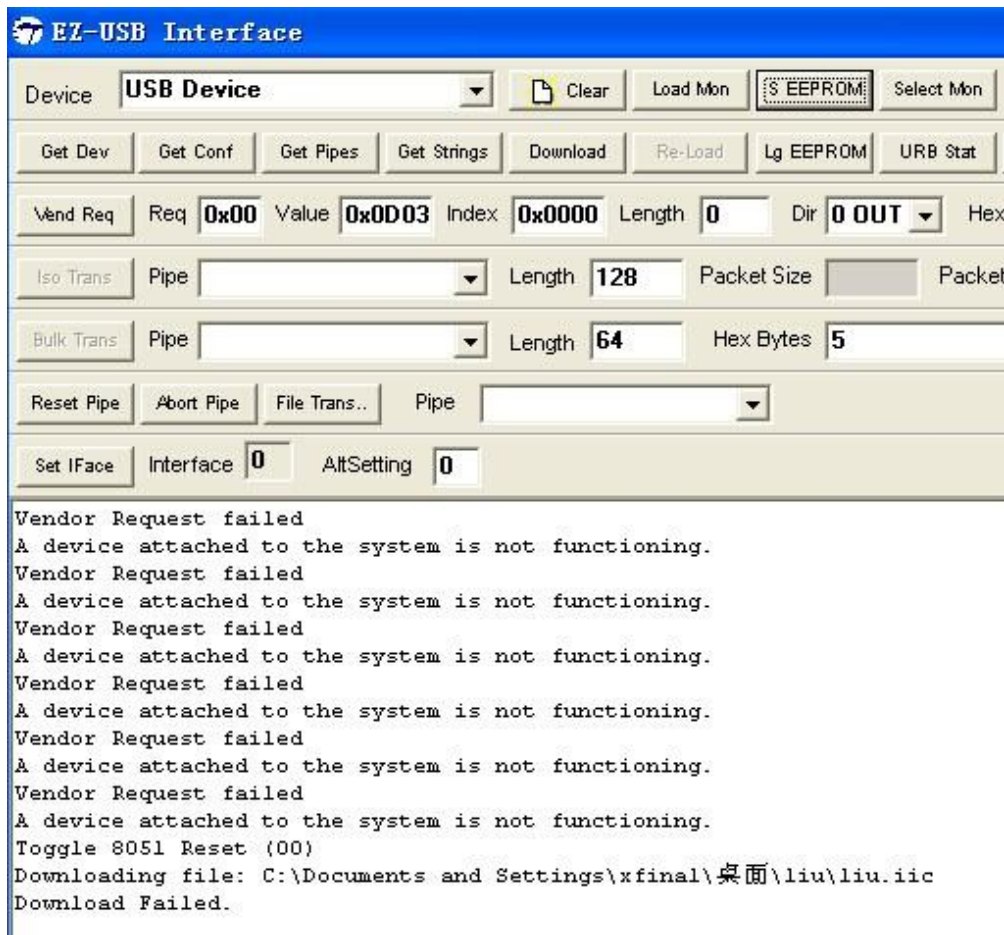 EZ-USB Interface
Device USB Device Clear Load Mon S EEPROM Select Mon
Get Dev Get Conf Get Pipes Get Strings Download Re-Load Lg EEPROM URB Stat
Vend Req Req 0x00 Value 0x0D03 Index 0x0000 Length 0 Dir 0 OUT Hex
Iso Trans Pipe Length 128 Packet Size Packet
Bulk Trans Pipe Length 64 Hex Bytes 5
Reset Pipe Abort Pipe File Trans.. Pipe
Set IFace Interface 0 AltSetting 0
Vendor Request failed
A device attached to the system is not functioning.
Vendor Request failed
A device attached to the system is not functioning.
Vendor Request failed
A device attached to the system is not functioning.
Vendor Request failed
A device attached to the system is not functioning.
Vendor Request failed
A device attached to the system is not functioning.
Vendor Request failed
A device attached to the system is not functioning.
Toggle 8051 Reset (00)
Downloading file: C:\Documents and Settings\xfinal\桌面\liu\liu.iic
Download Failed.